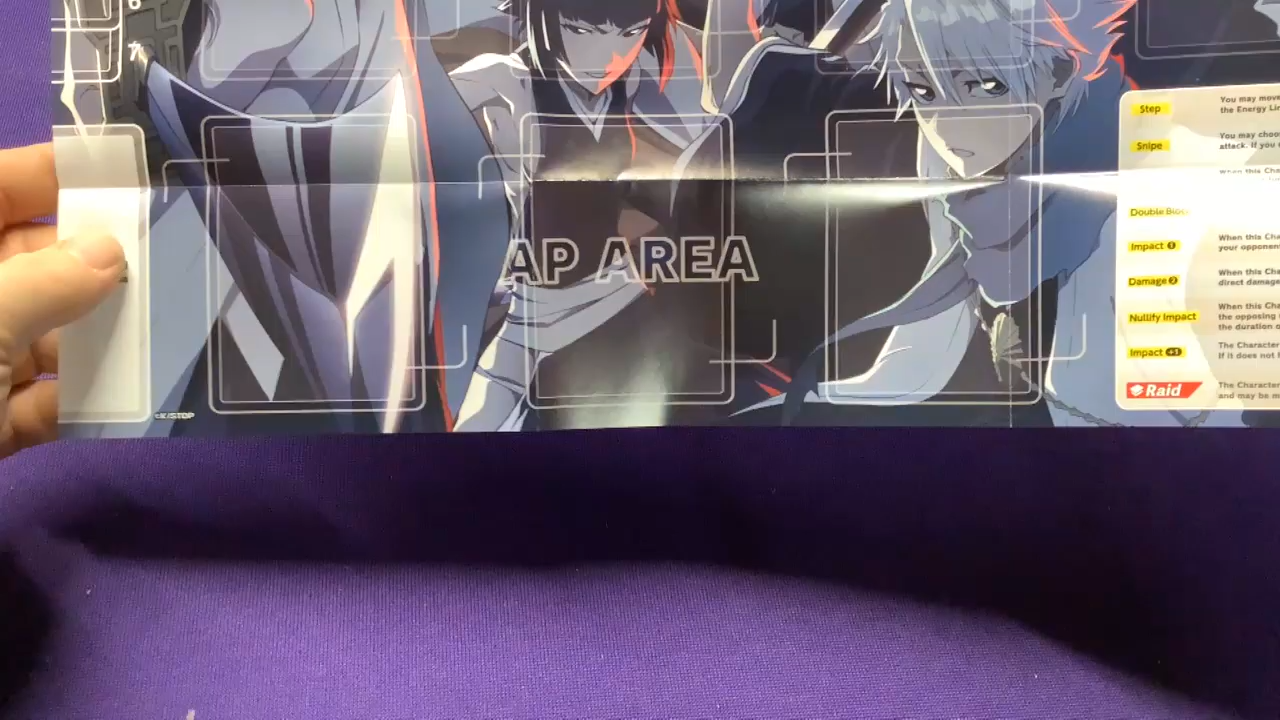 6
7
Step
You may move
the Energy Li
Snipe
You may choo
attack. If you
when this Cha
Double Bloc
Impact 1
When this Cha
your opponen
Damage 2
When this Cha
direct damage
Nullify Impact
When this Cha
the opposing
the duration o
Impact +1
The Character
If it does not
Raid
The Character
and may be m
AP AREA
©K/STOP